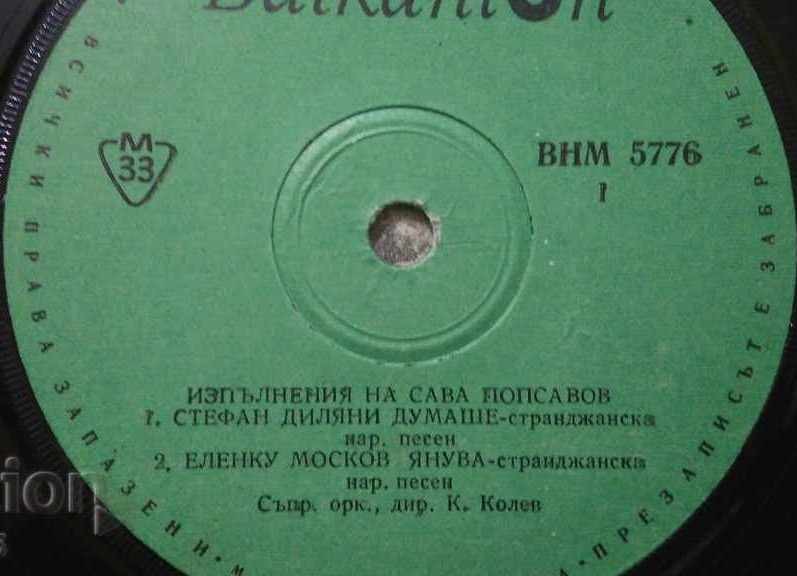 Balkanton
М
33
ВНМ 5776
I
ВСИЧКИ ПРАВА ЗАПАЗЕНИ
ПРЕЗАПИСЪТ Е ЗАБРАНЕН
ИЗПЪЛНЕНИЯ НА САВА ПОПСАВОВ
1. СТЕФАН ДИЛЯНИ ДУМАШЕ-странджанска
нар. песен
2. ЕЛЕНКУ МОСКОВ ЯНУВА-странджанска
нар. песен
Съпр. орк., дир. К. Колев